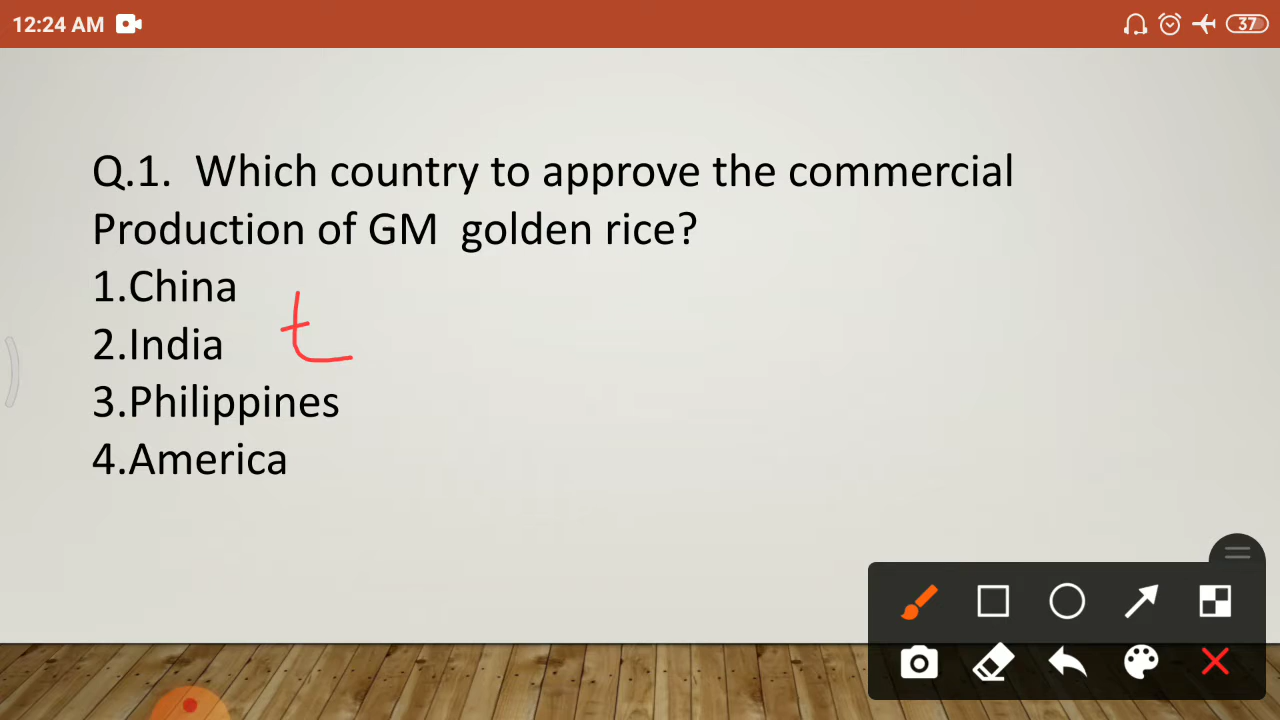 12:24 AM
37
Q.1. Which country to approve the commercial
Production of GM golden rice?
1.China
t
2.India
3.Philippines
4.America